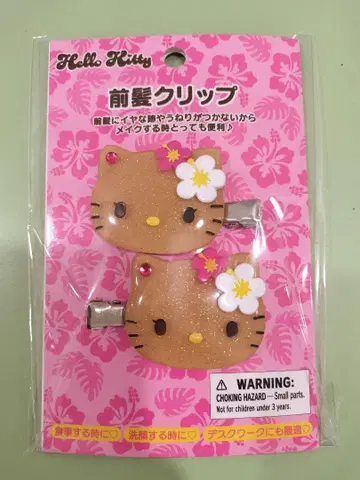 Hello Kitty
前髪クリップ
前髪にイヤな跡やうねりがつかないから
メイクする時とっても便利♪
WARNING:
CHOKING HAZARD—Small parts.
Not for children under 3 years.
食事する時に♡ 洗顔する時に♡ デスクワークにも最適♡